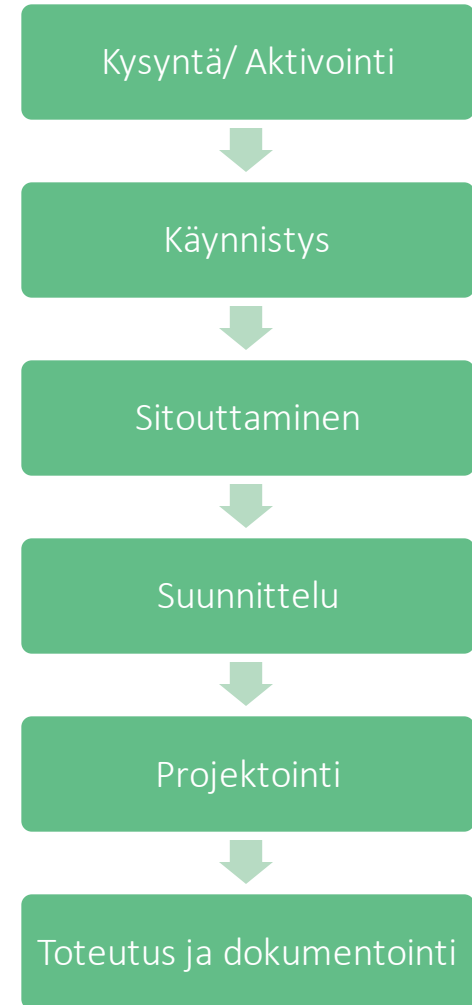 Kysyntä/ Aktivointi
Käynnistys
Sitouttaminen
Suunnittelu
Projektointi
Toteutus ja dokumentointi